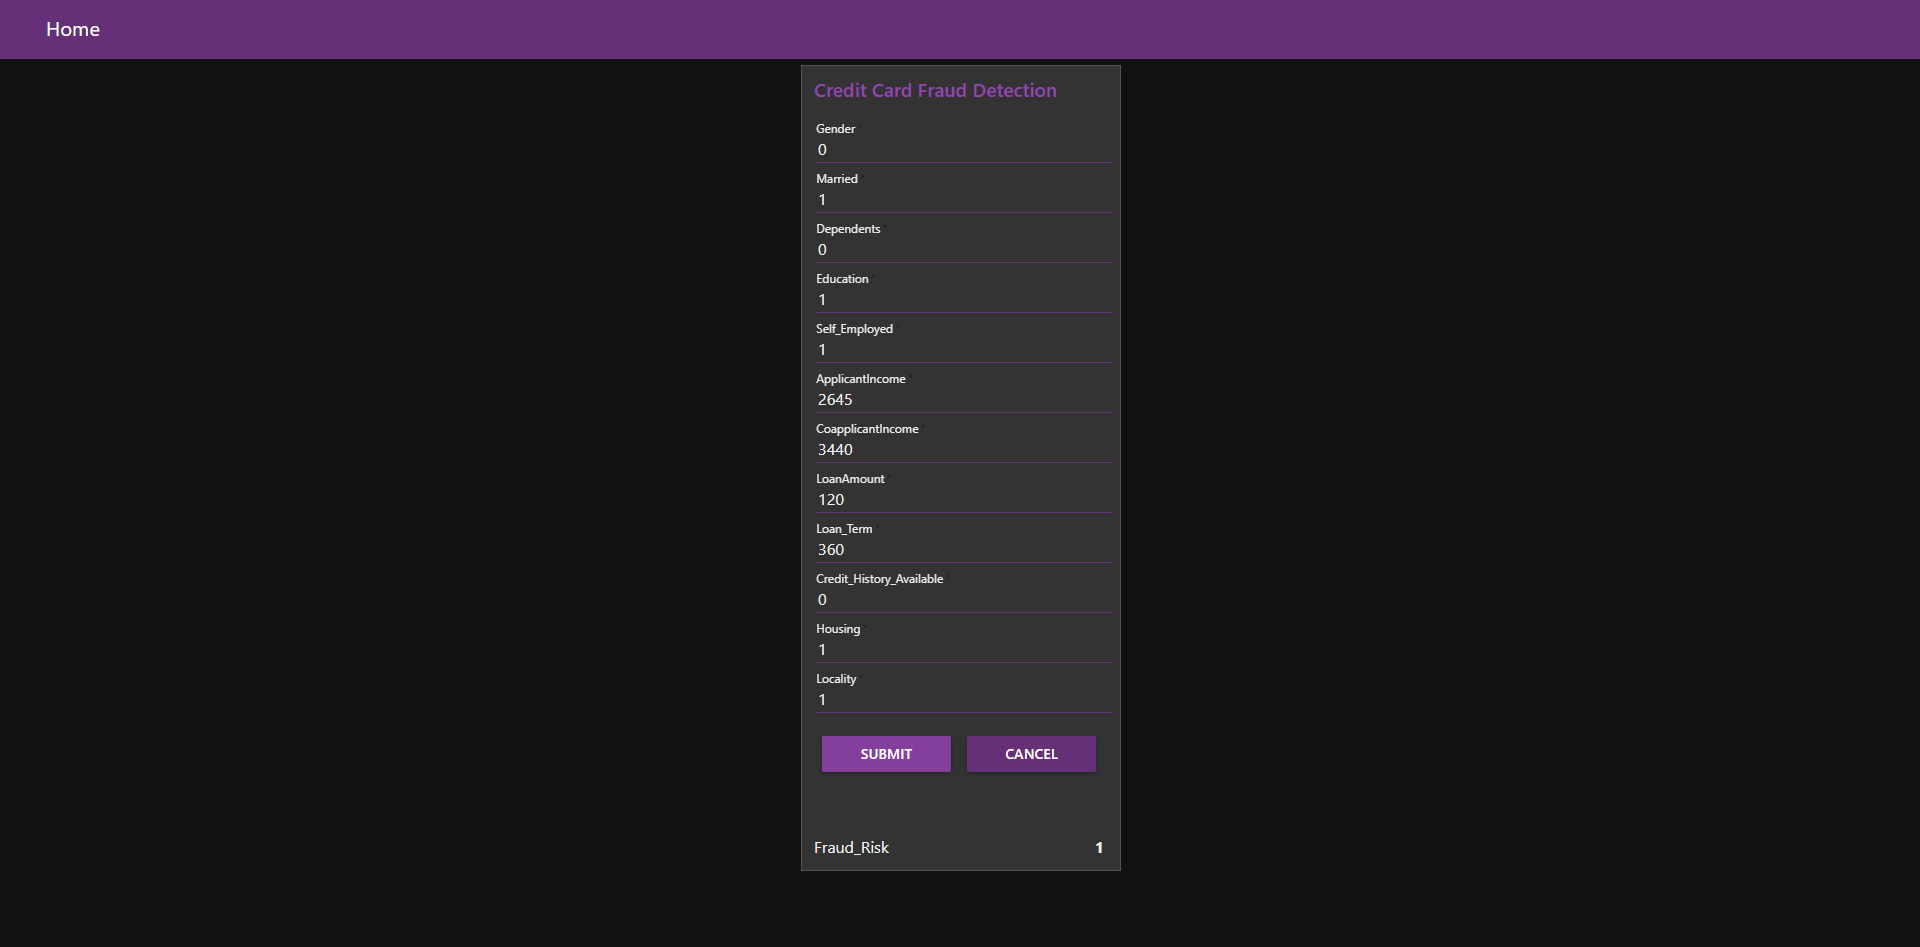 Home
Credit Card Fraud Detection
Gender *
0
Married *
1
Dependents *
0
Education *
1
Self_Employed *
1
ApplicantIncome *
2645
CoapplicantIncome *
3440
LoanAmount *
120
Loan_Term *
360
Credit_History_Available *
0
Housing *
1
Locality *
1
SUBMIT CANCEL
Fraud_Risk 1